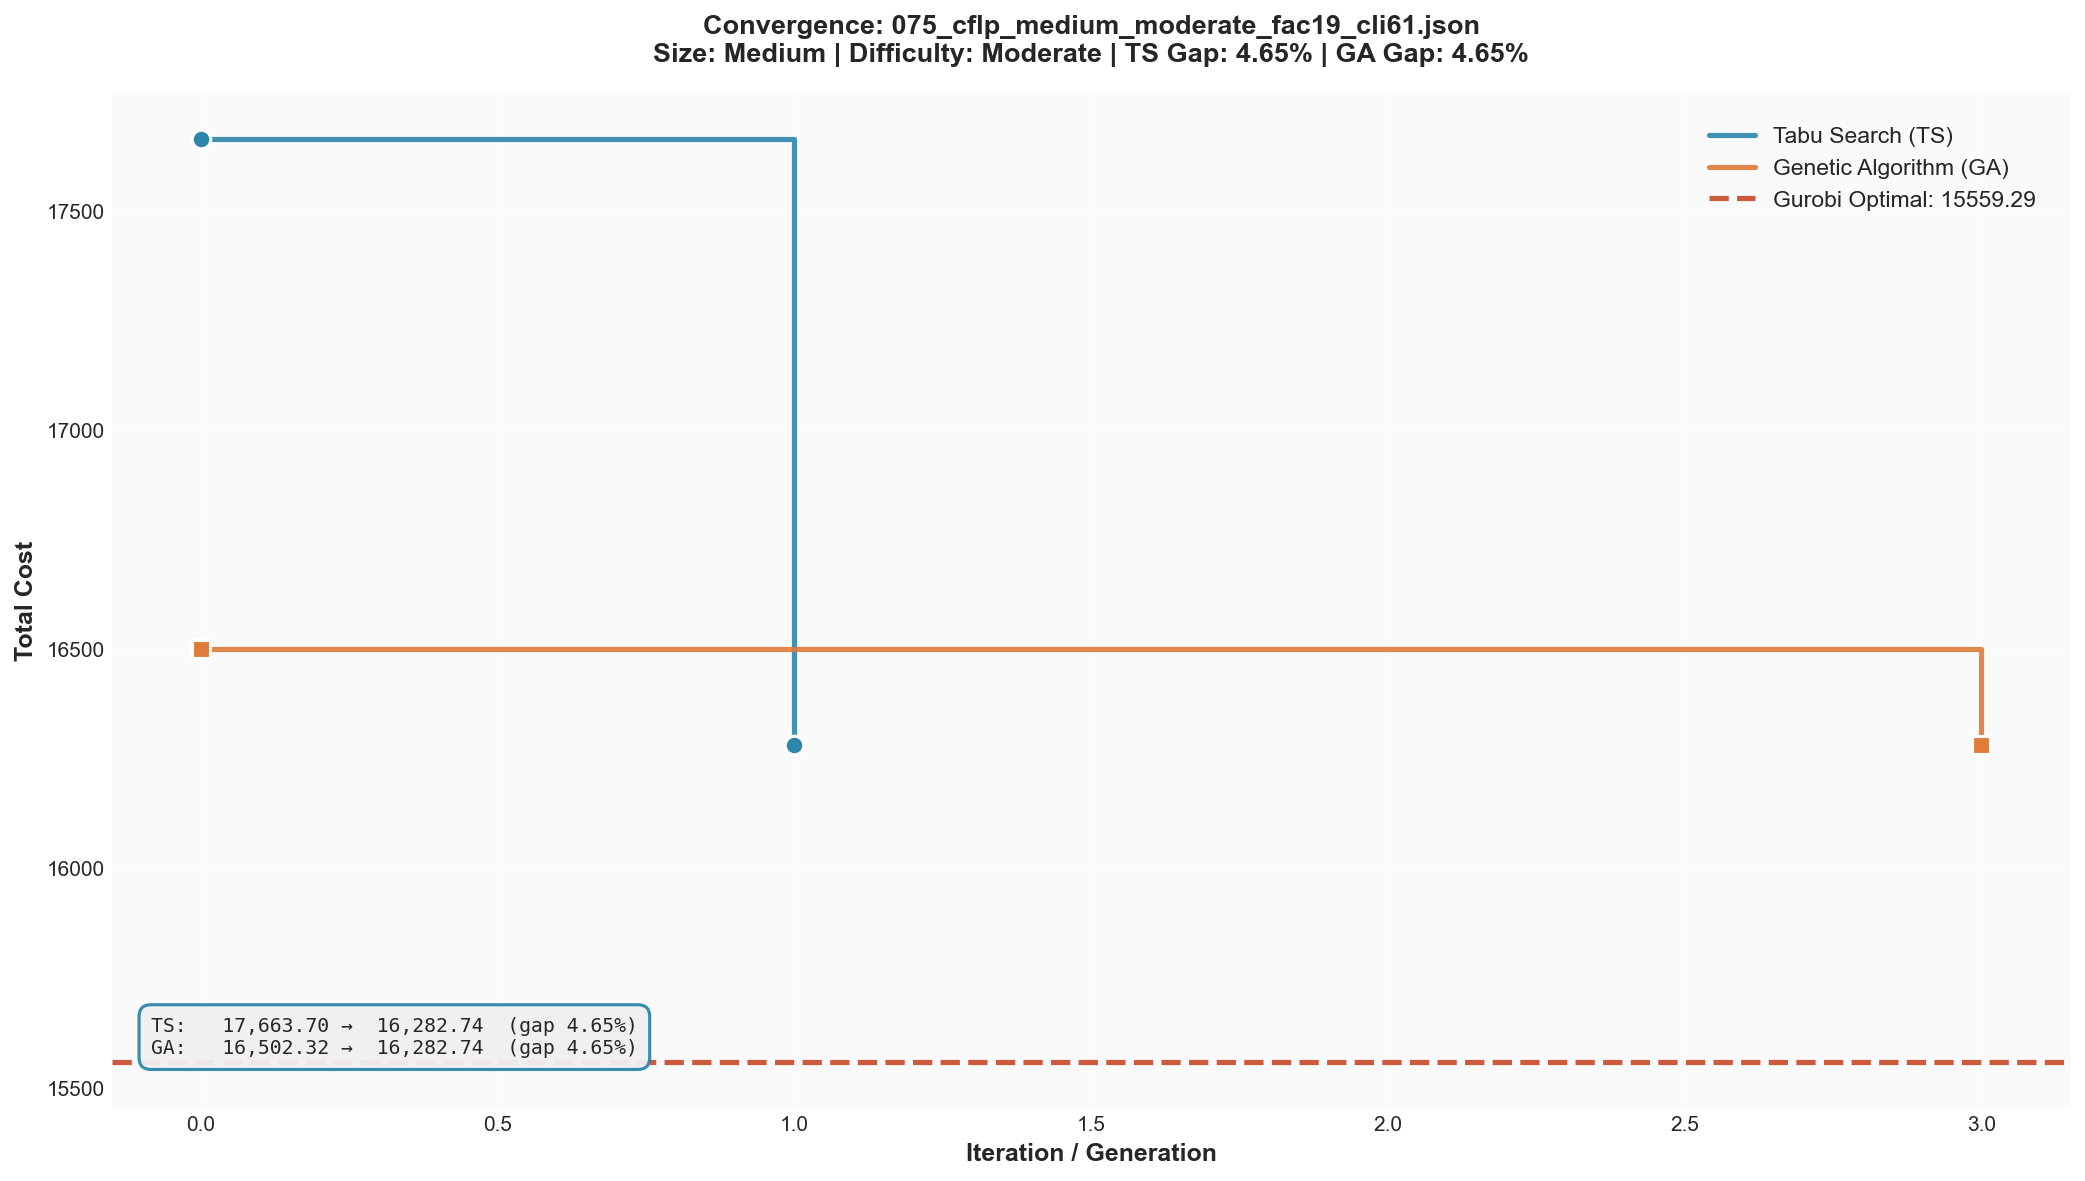 Convergence: 075_cflp_medium_moderate_fac19_cli61.json
Size: Medium | Difficulty: Moderate | TS Gap: 4.65% | GA Gap: 4.65%
Tabu Search (TS)
Genetic Algorithm (GA)
Gurobi Optimal: 15559.29
Total Cost
17500
17000
16500
16000
15500
TS:   17,663.70 →  16,282.74  (gap 4.65%)
GA:   16,502.32 →  16,282.74  (gap 4.65%)
0.0 0.5 1.0 1.5 2.0 2.5 3.0
Iteration / Generation